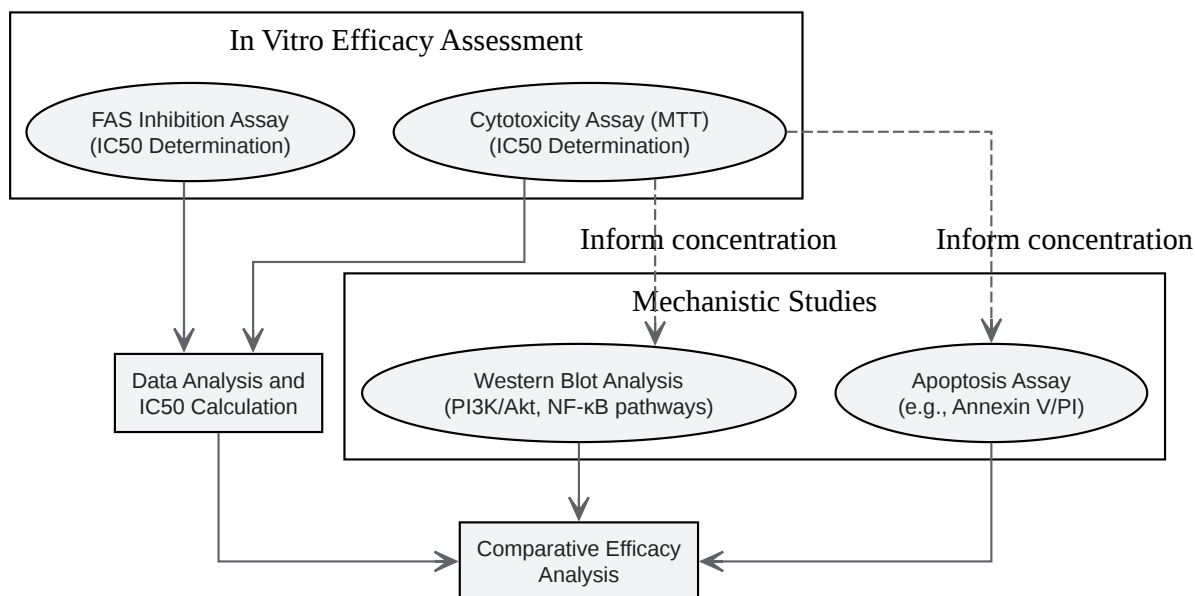 In Vitro Efficacy Assessment
FAS Inhibition Assay
(IC50 Determination)
Cytotoxicity Assay (MTT)
(IC50 Determination)
Inform concentration
Inform concentration
Mechanistic Studies
Data Analysis and
IC50 Calculation
Western Blot Analysis
(PI3K/Akt, NF-κB pathways)
Apoptosis Assay
(e.g., Annexin V/PI)
Comparative Efficacy
Analysis